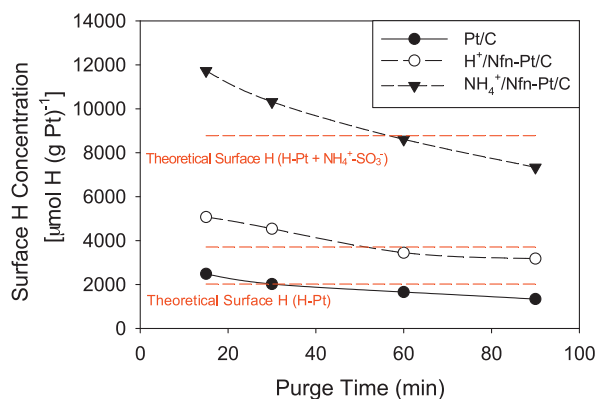 14000
12000
10000
8000
6000
4000
2000
0
0
20
40
60
80
100
Purge Time (min)
Surface H Concentration
[μmol H (g Pt)⁻¹]
Pt/C
H⁺/Nfn-Pt/C
NH₄⁺/Nfn-Pt/C
Theoretical Surface H (H-Pt + NH₄⁺-SO₃⁻)
Theoretical Surface H (H-Pt)